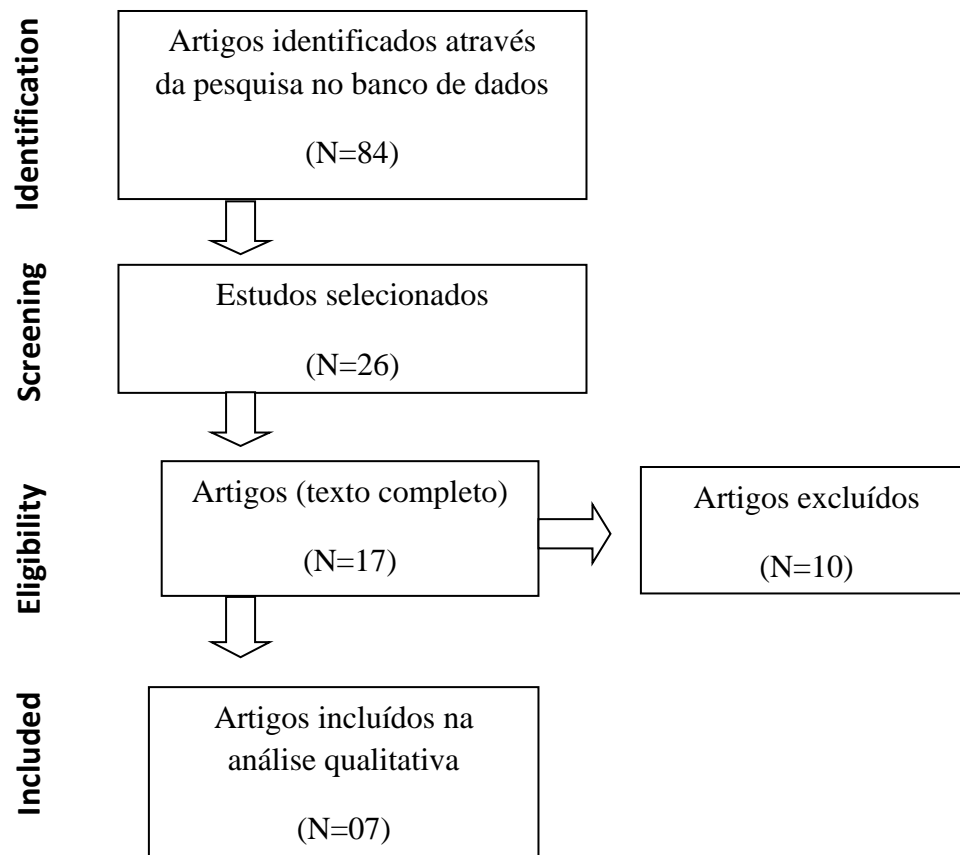 Identification
Artigos identificados através
da pesquisa no banco de dados
(N=84)
Screening
Estudos selecionados
(N=26)
Eligibility
Artigos (texto completo)
(N=17)
Artigos excluídos
(N=10)
Included
Artigos incluídos na
análise qualitativa
(N=07)